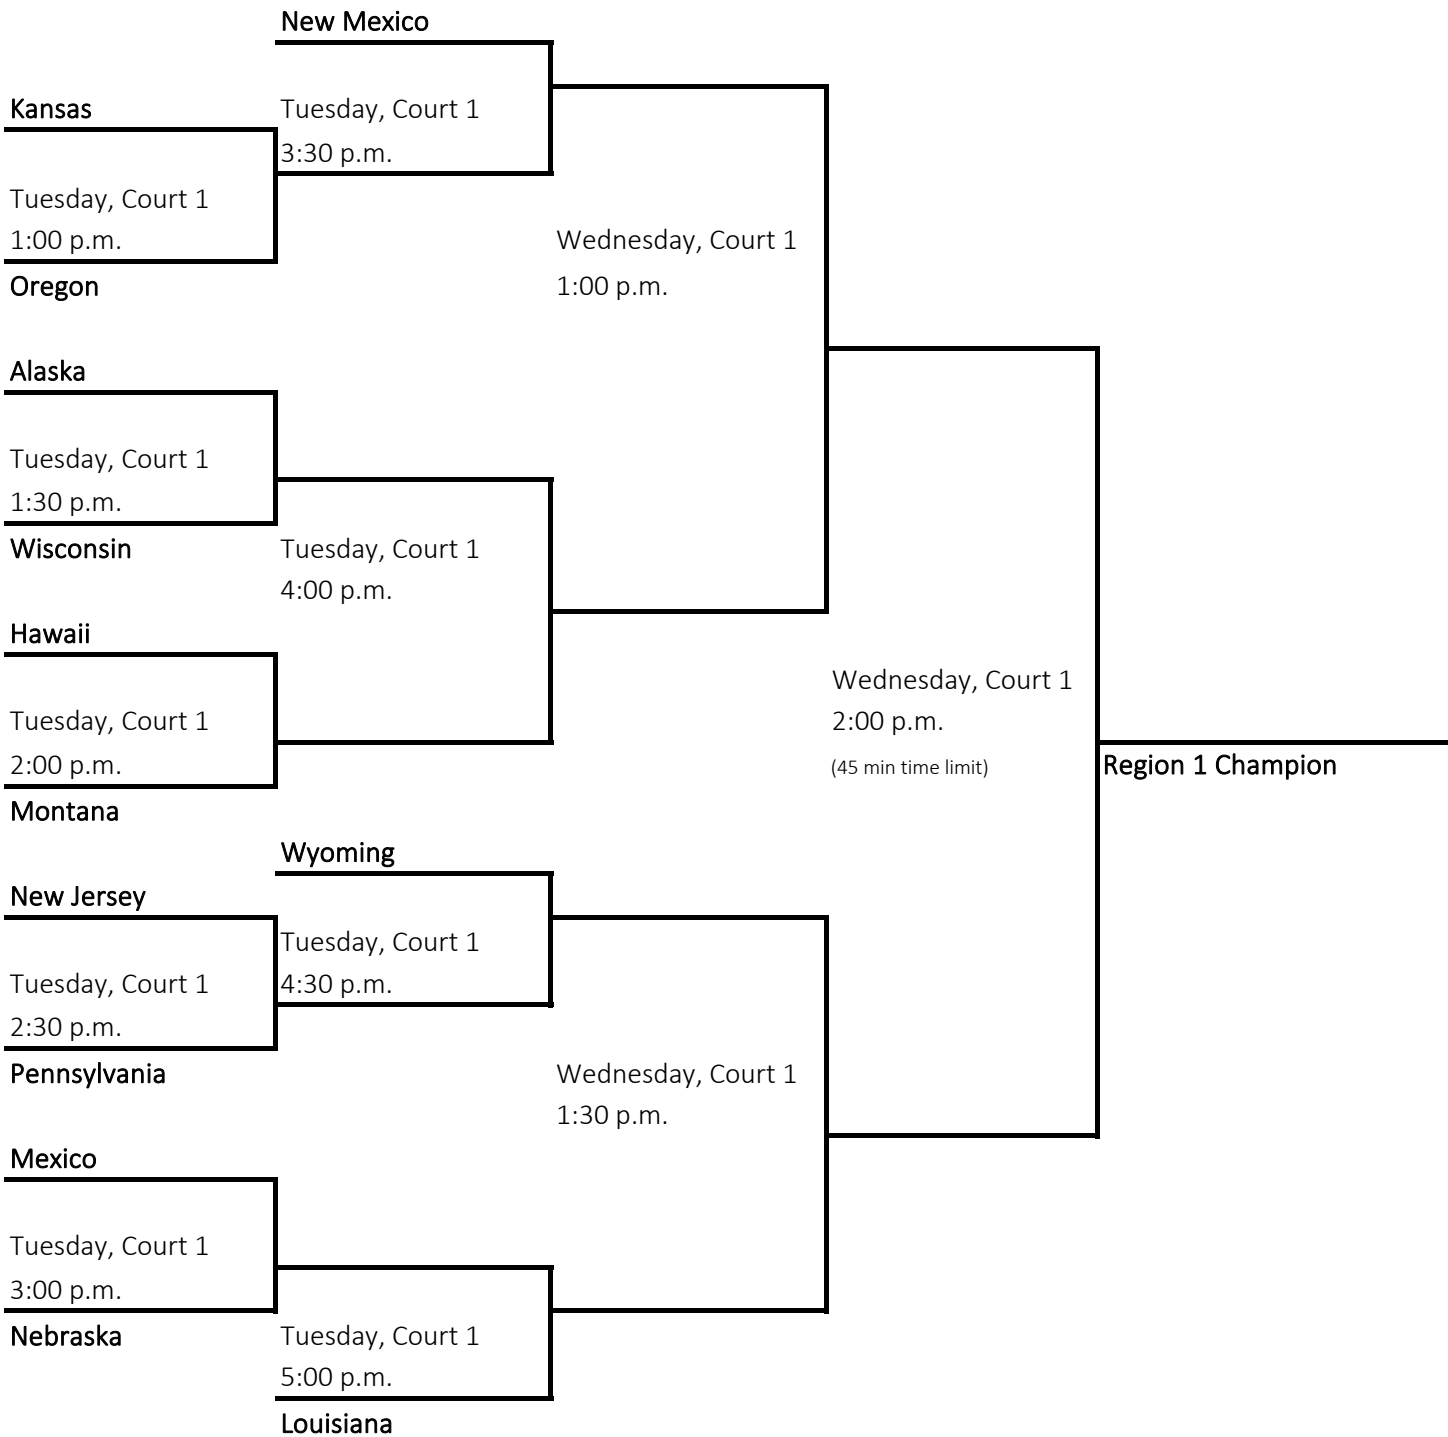 New Mexico
Kansas
Tuesday, Court 1
3:30 p.m.
Tuesday, Court 1
1:00 p.m.
Oregon
Wednesday, Court 1
1:00 p.m.
Alaska
Tuesday, Court 1
1:30 p.m.
Wisconsin
Tuesday, Court 1
4:00 p.m.
Hawaii
Tuesday, Court 1
2:00 p.m.
Montana
Wednesday, Court 1
2:00 p.m.
(45 min time limit)
Region 1 Champion
Wyoming
New Jersey
Tuesday, Court 1
4:30 p.m.
Tuesday, Court 1
2:30 p.m.
Pennsylvania
Wednesday, Court 1
1:30 p.m.
Mexico
Tuesday, Court 1
3:00 p.m.
Nebraska
Tuesday, Court 1
5:00 p.m.
Louisiana